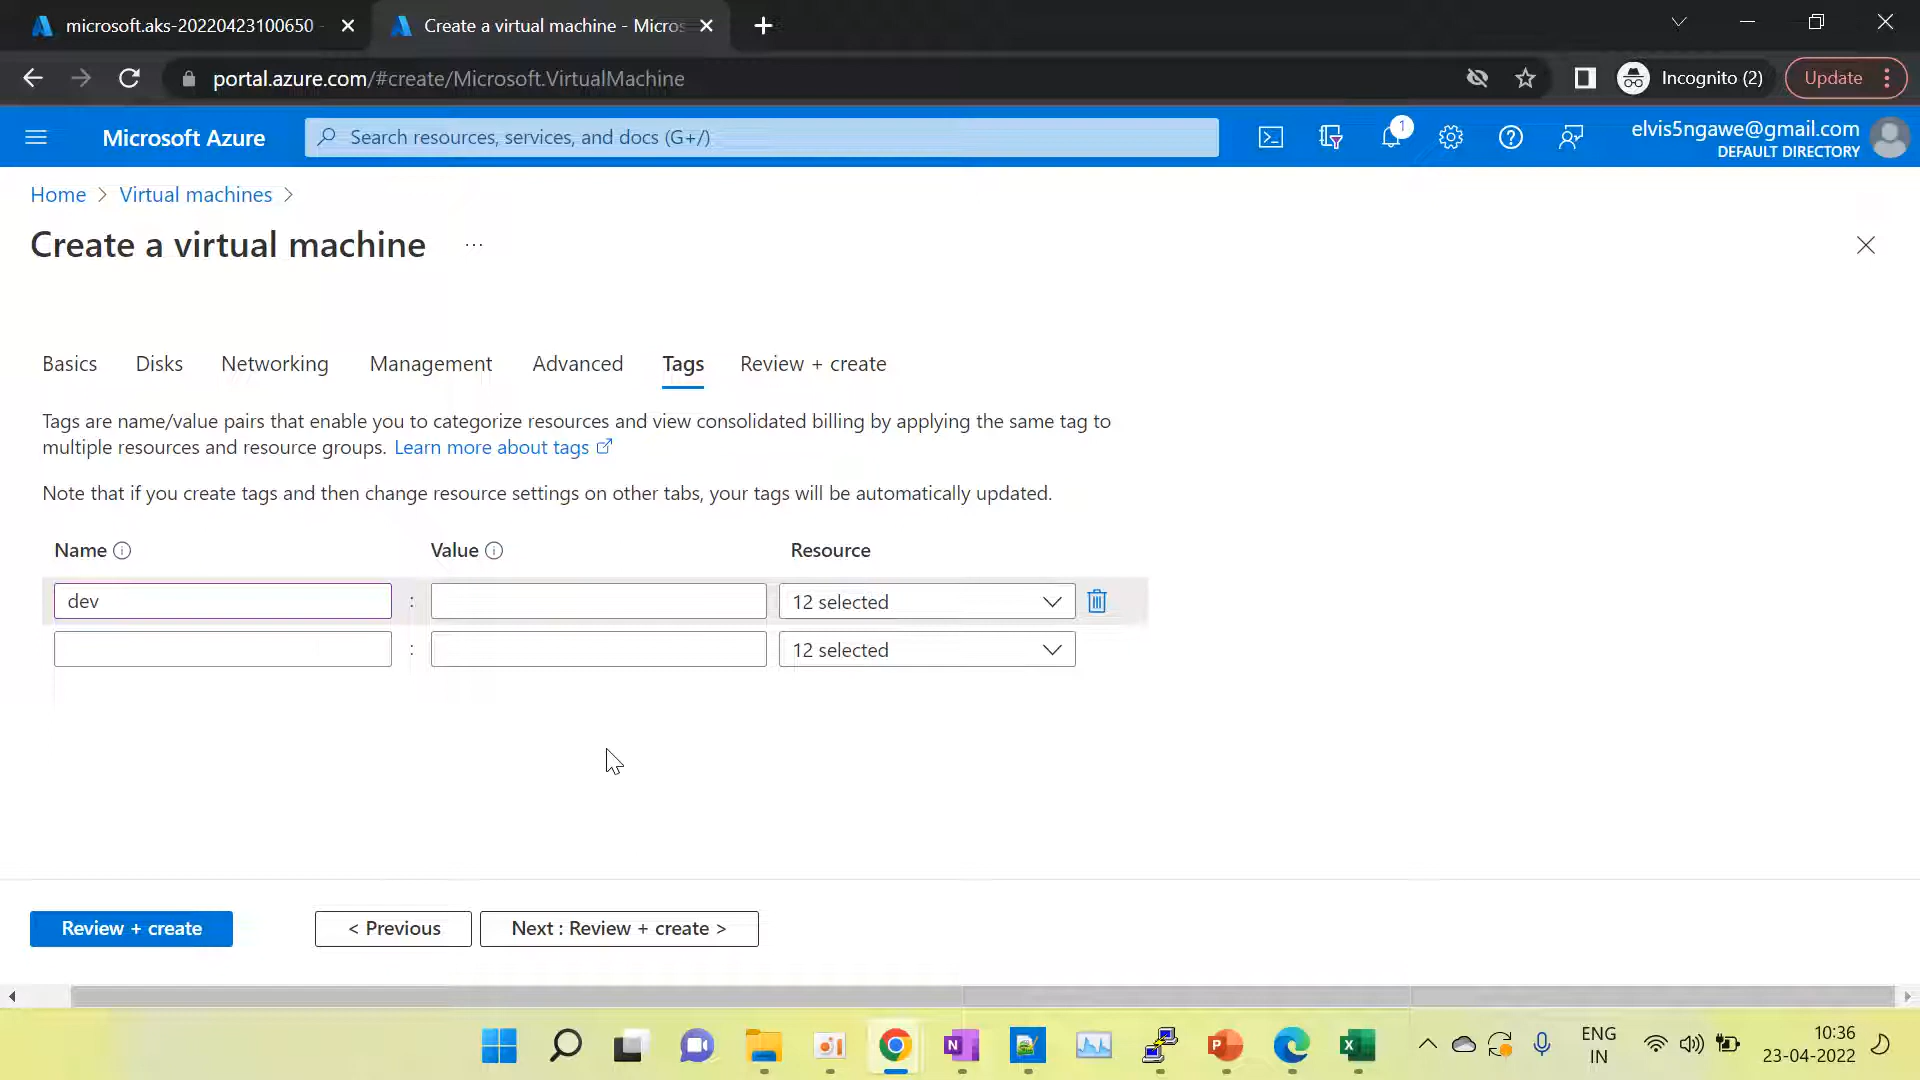 microsoft.aks-20220423100650 -
Create a virtual machine - Micros
portal.azure.com/#create/Microsoft.VirtualMachine
Incognito (2)
Update
Microsoft Azure
Search resources, services, and docs (G+/)
1
elvis5ngawe@gmail.com
DEFAULT DIRECTORY
Home > Virtual machines >
Create a virtual machine ...
Basics Disks Networking Management Advanced Tags Review + create
Tags are name/value pairs that enable you to categorize resources and view consolidated billing by applying the same tag to
multiple resources and resource groups. Learn more about tags
Note that if you create tags and then change resource settings on other tabs, your tags will be automatically updated.
Name Value Resource
dev : 12 selected
: 12 selected
Review + create < Previous Next : Review + create >
ENG
IN
10:36
23-04-2022